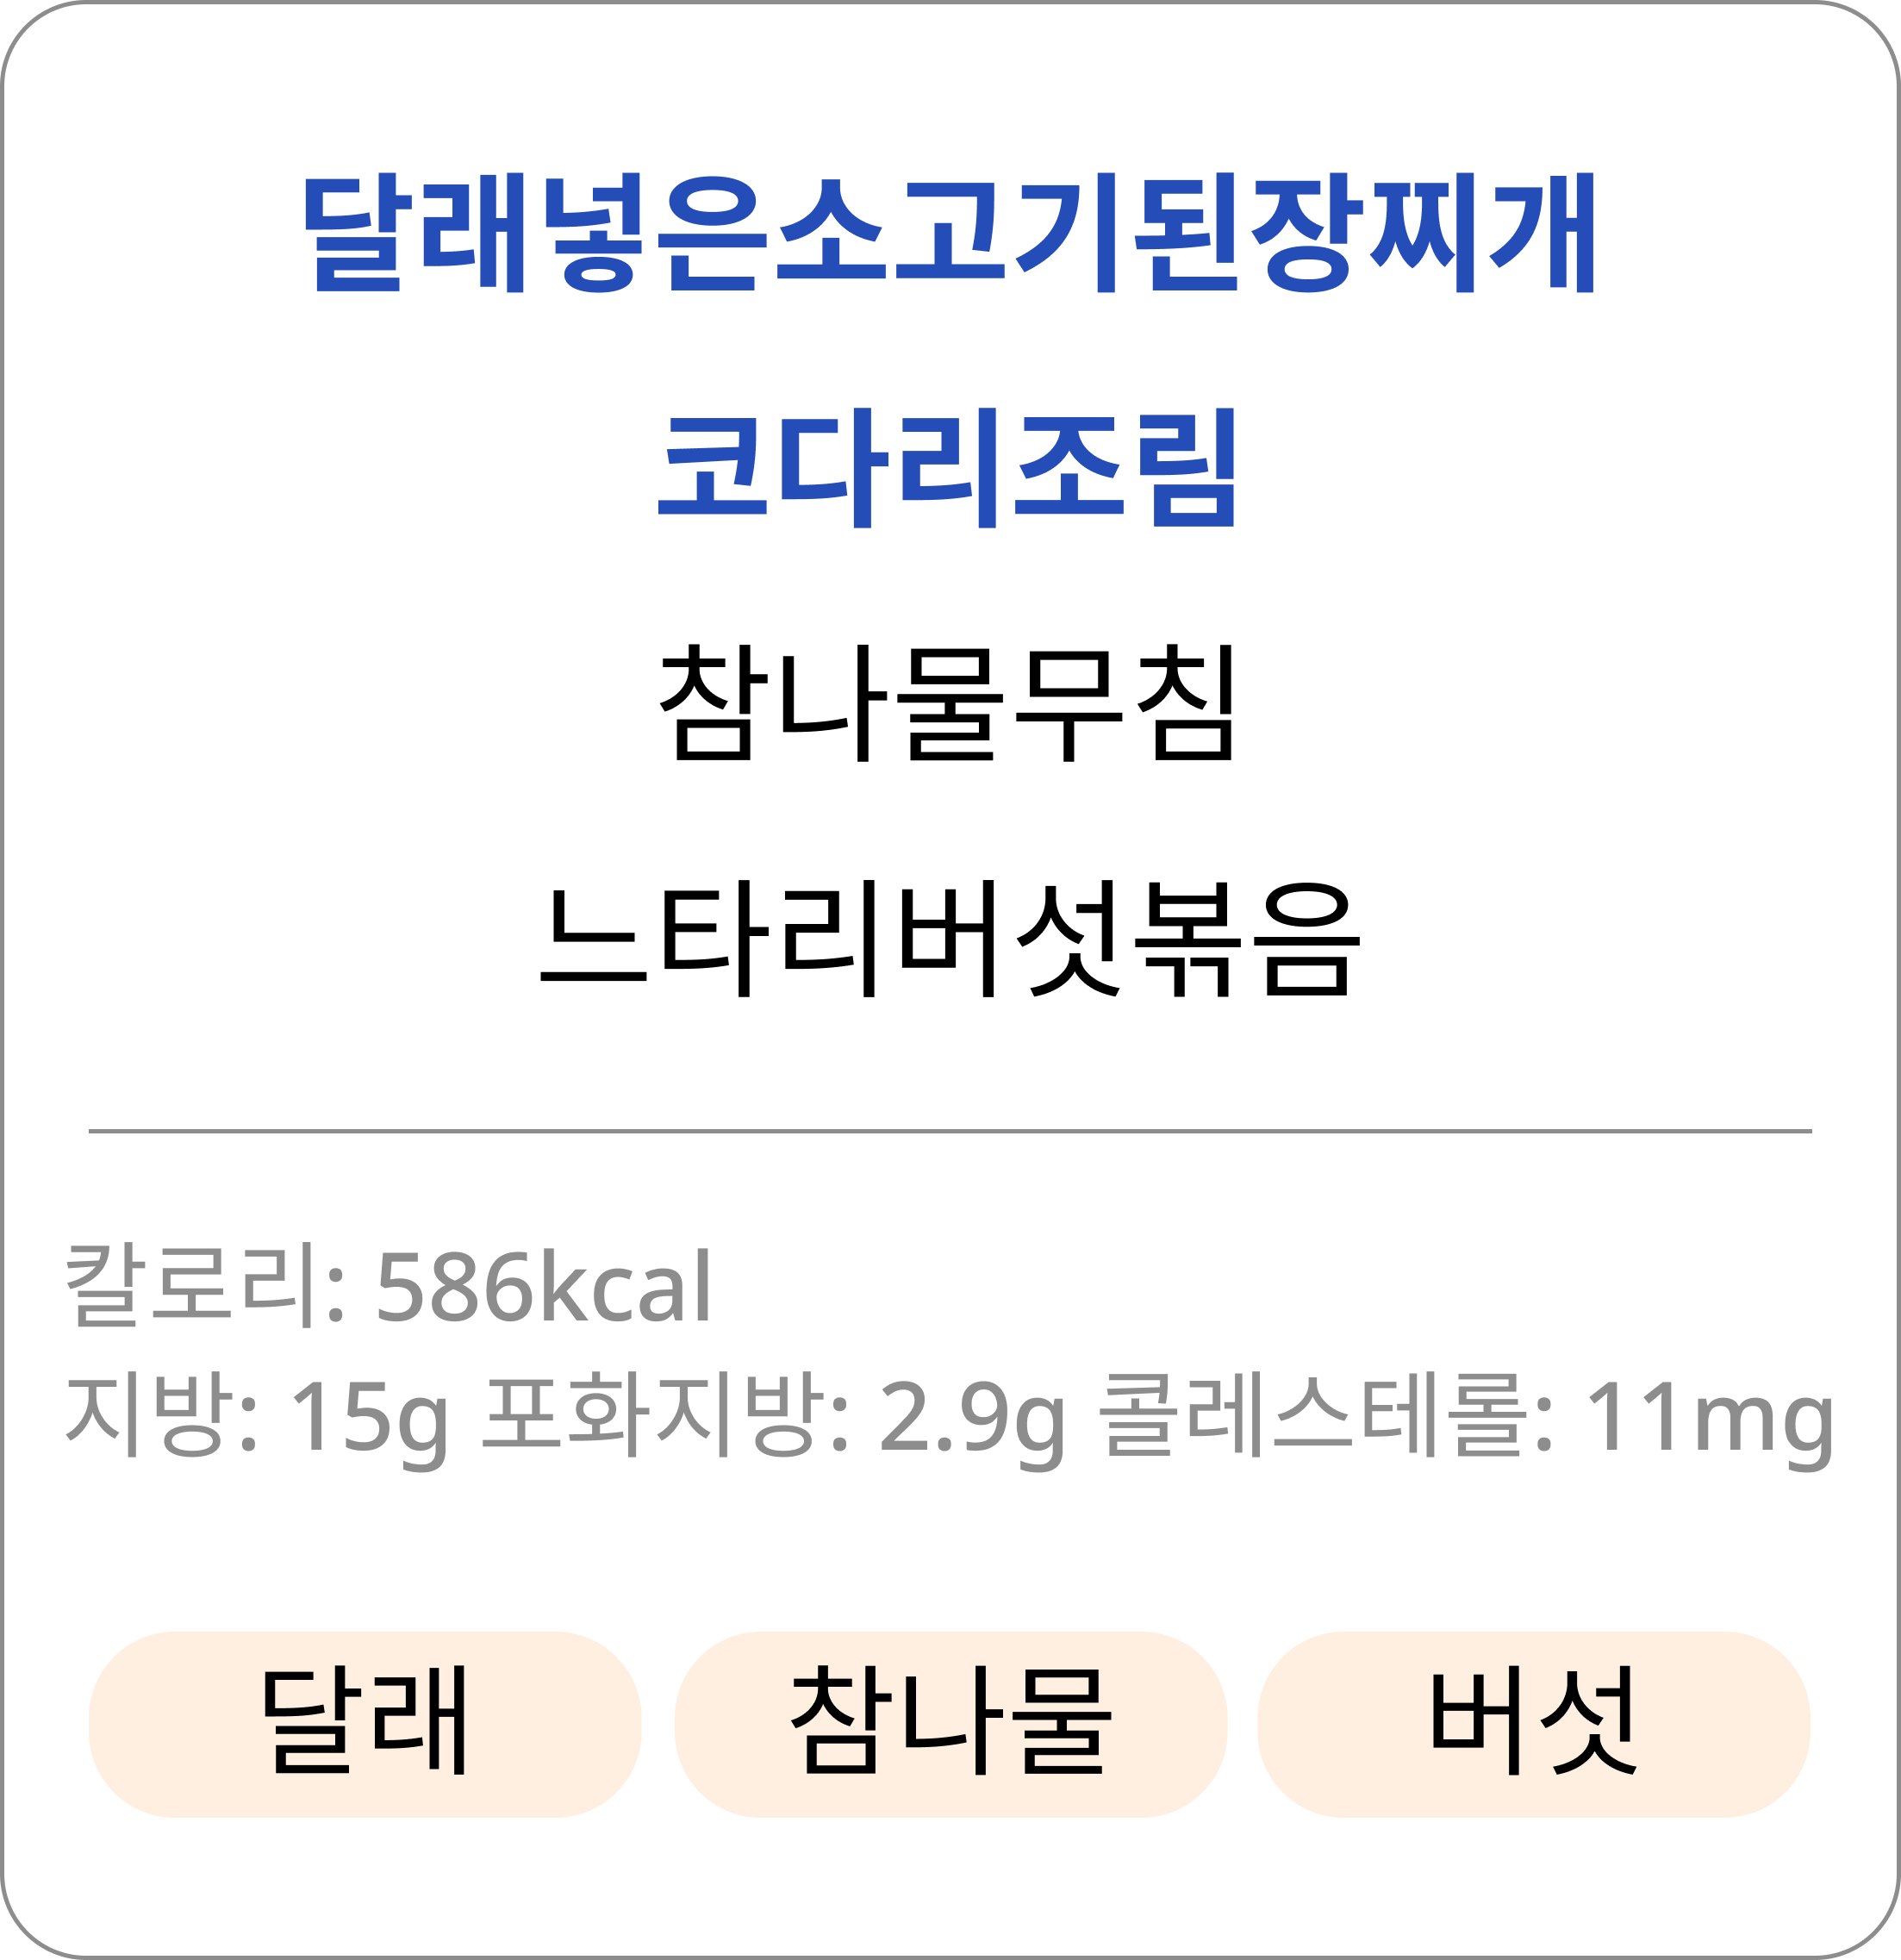 달래넣은소고기된장찌개
코다리조림
참나물무침
느타리버섯볶음
칼로리: 586kcal
지방: 15g 포화지방: 2.9g 콜레스테롤: 11mg
달래 참나물 버섯